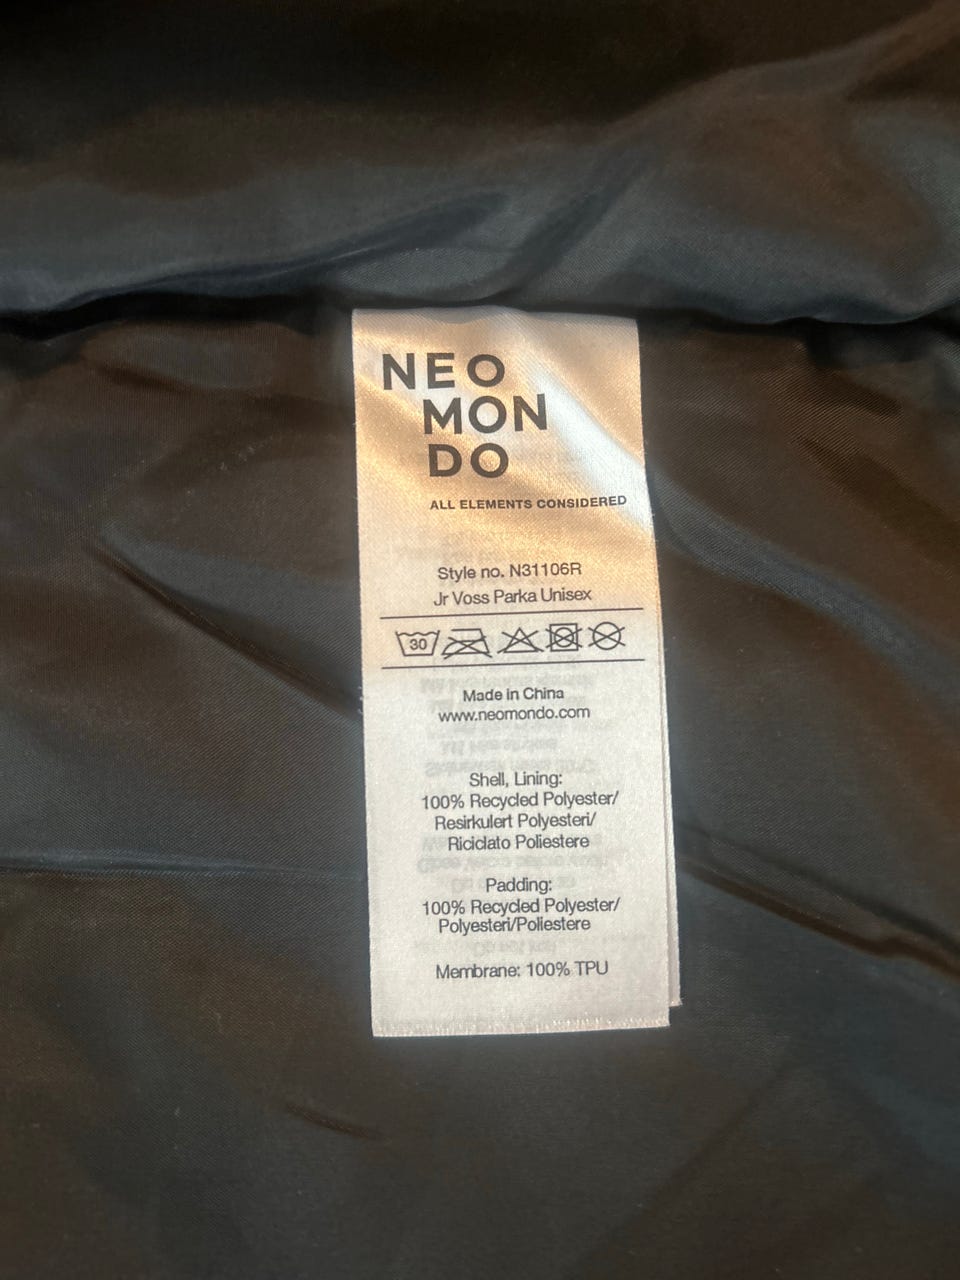 NEO
MON
DO
ALL ELEMENTS CONSIDERED
Style no. N31106R
Jr Voss Parka Unisex
30
Made in China
www.neomondo.com
Shell, Lining:
100% Recycled Polyester/
Resirkulert Polyesteri/
Riciclato Poliestere
Padding:
100% Recycled Polyester/
Polyesteri/Poliestere
Membrane: 100% TPU